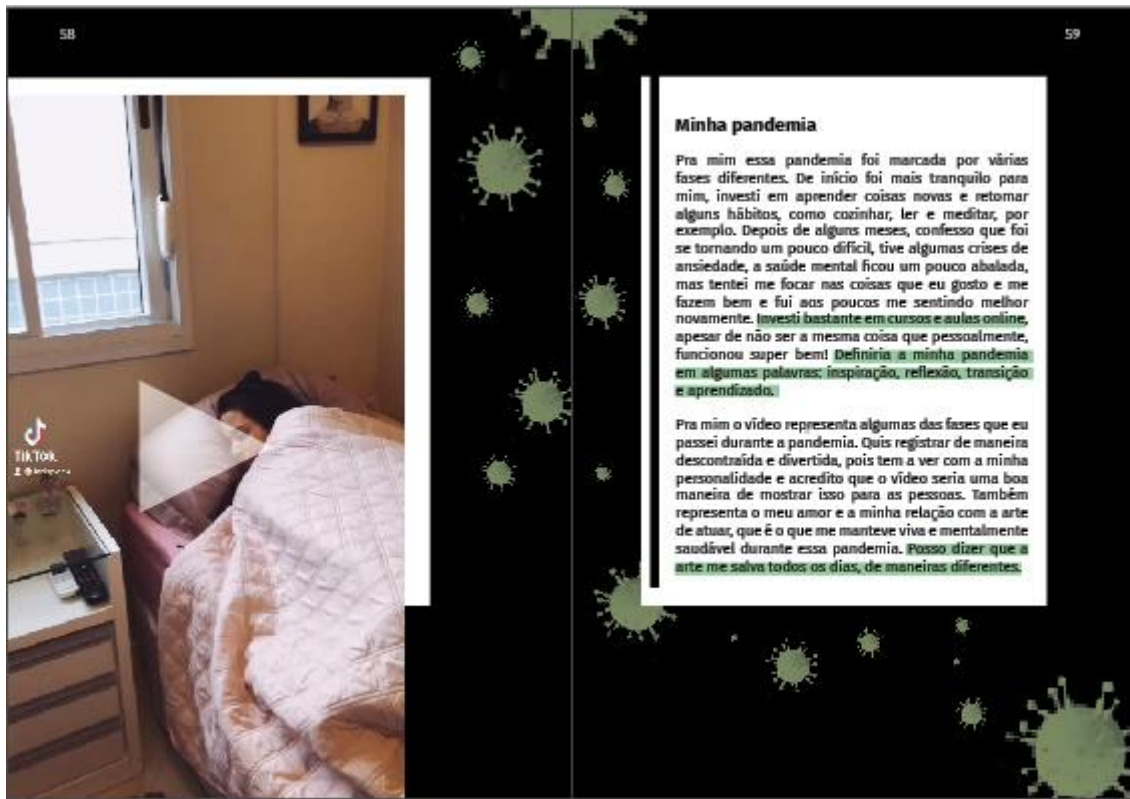 58
TikTok
59
Minha pandemia
Pra mim essa pandemia foi marcada por várias
fases diferentes. De início foi mais tranquilo para
mim, investi em aprender coisas novas e retomar
alguns hábitos, como cozinhar, ler e meditar, por
exemplo. Depois de alguns meses, confesso que foi
se tornando um pouco difícil, tive algumas crises de
ansiedade, a saúde mental ficou um pouco abalada,
mas tentei me focar nas coisas que eu gosto e me
fazem bem e fui aos poucos me sentindo melhor
novamente. Investi bastante em cursos e aulas online,
apesar de não ser a mesma coisa que pessoalmente,
funcionou super bem! Definiria a minha pandemia
em algumas palavras: inspiração, reflexão, transição
e aprendizado.
Pra mim o vídeo representa algumas das fases que eu
passei durante a pandemia. Quis registrar de maneira
descontraída e divertida, pois tem a ver com a minha
personalidade e acredito que o vídeo seria uma boa
maneira de mostrar isso para as pessoas. Também
representa o meu amor e a minha relação com a arte
de atuar, que é o que me manteve viva e mentalmente
saudável durante essa pandemia. Posso dizer que a
arte me salva todos os dias, de maneiras diferentes.